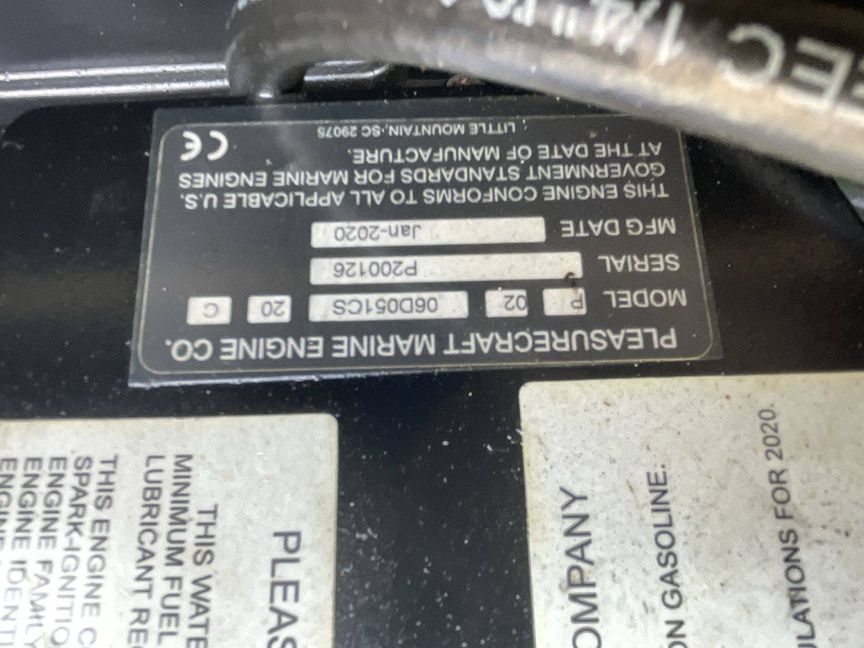 PLEASURECRAFT MARINE ENGINE CO.
MODEL P 02 06D051CS 20 C
SERIAL P200126
MFG DATE Jan-2020
THIS ENGINE CONFORMS TO ALL APPLICABLE U.S.
GOVERNMENT STANDARDS FOR MARINE ENGINES
AT THE DATE OF MANUFACTURE.
LITTLE MOUNTAIN, SC 29075
CE
EC 1/4"
PLEAS
THIS WATE
MINIMUM FUEL
LUBRICANT RE
THIS ENGINE C
SPARK-IGNITIO
ENGINE FAMILY
ENGINE IDENTI
OMPANY
ON GASOLINE.
ULATIONS FOR 2020.